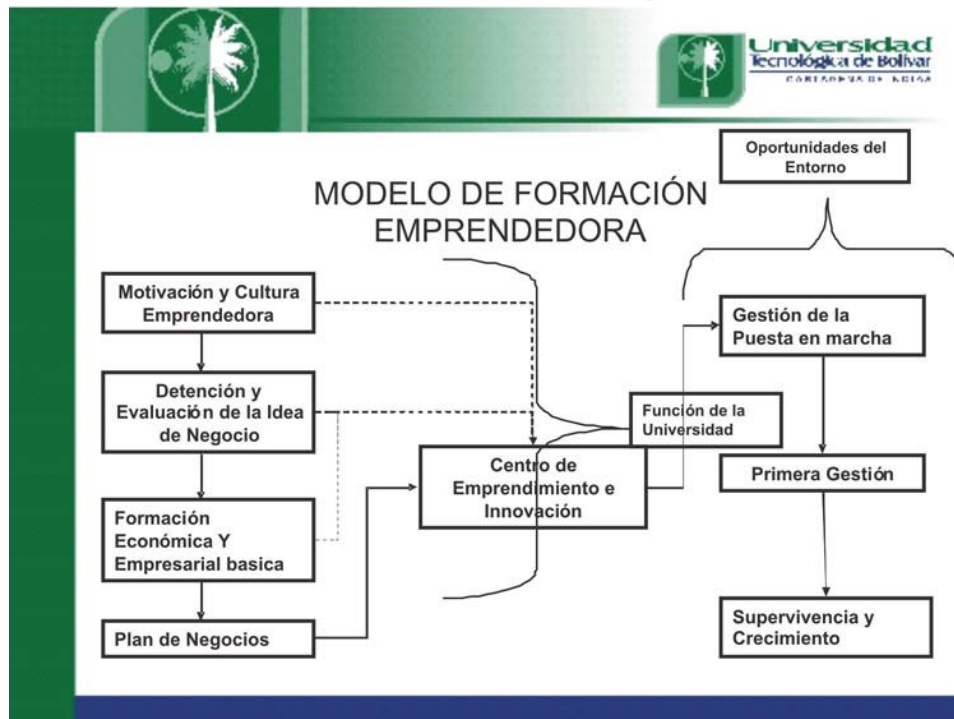 Universidad
Tecnológica de Bolívar
CARTAGENA DE INDIAS
Oportunidades del
Entorno
MODELO DE FORMACIÓN
EMPRENDEDORA
Motivación y Cultura
Emprendedora
Detención y
Evaluación de la Idea
de Negocio
Formación
Económica Y
Empresarial basica
Plan de Negocios
Función de la
Universidad
Centro de
Emprendimiento e
Innovación
Gestión de la
Puesta en marcha
Primera Gestión
Supervivencia y
Crecimiento